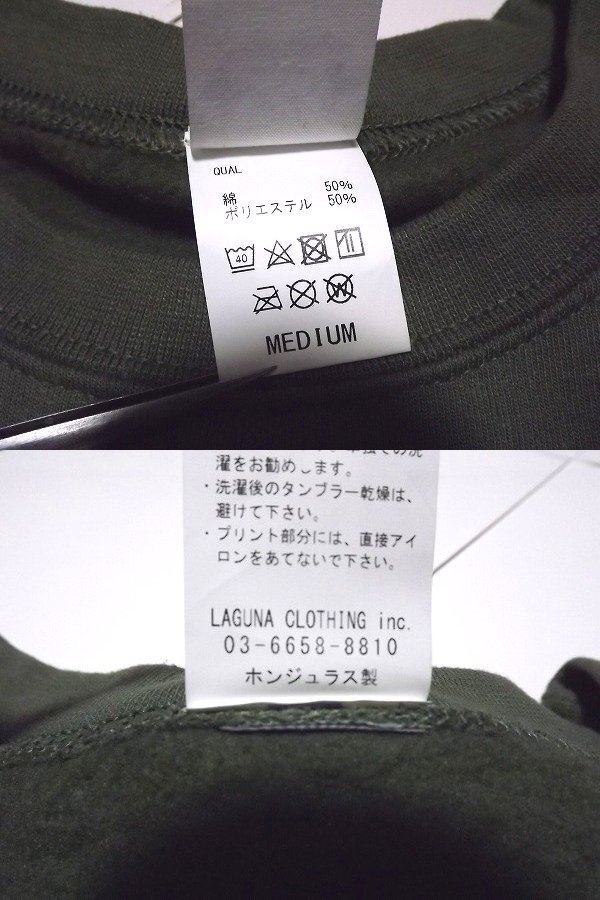 QUAL
綿 50%
ポリエステル 50%
40
MEDIUM
濯をお勧めします。
・洗濯後のタンブラー乾燥は、
避けて下さい。
・プリント部分には、直接アイ
ロンをあてないで下さい。
LAGUNA CLOTHING inc.
03-6658-8810
ホンジュラス製